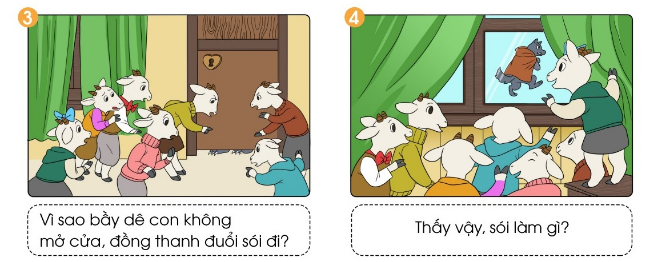 3
4
Vì sao bầy dê con không
mở cửa, đồng thanh đuổi sói đi?
Thấy vậy, sói làm gì?